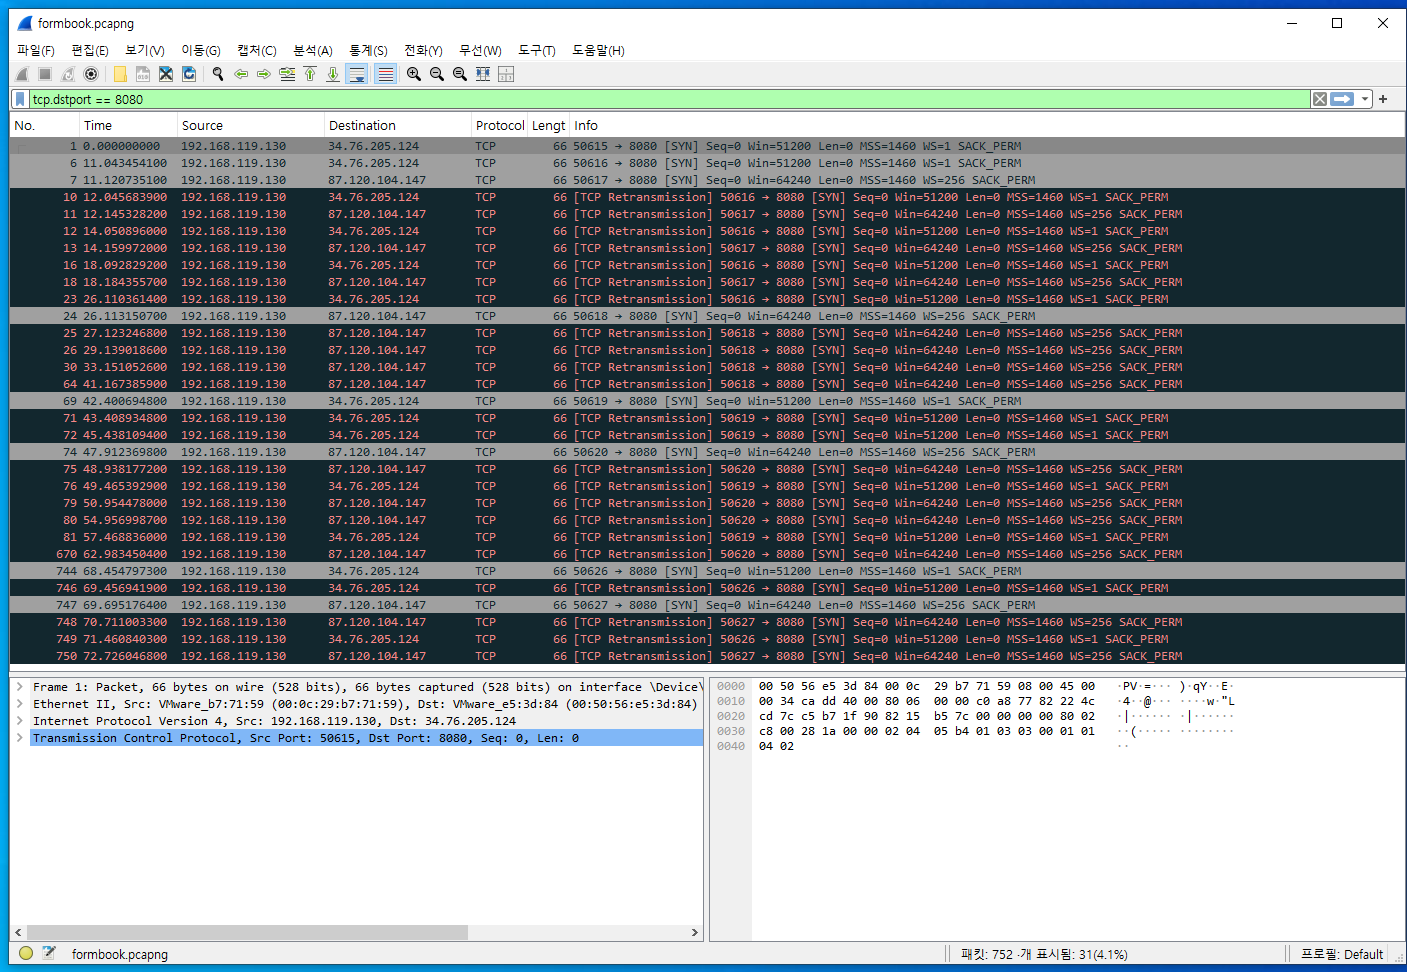 formbook.pcapng
파일(F) 편집(E) 보기(V) 이동(G) 캡처(C) 분석(A) 통계(S) 전화(Y) 무선(W) 도구(T) 도움말(H)
tcp.dstport == 8080
No. Time Source Destination Protocol Lengt Info
1 0.000000000 192.168.119.130 34.76.205.124 TCP 66 50615 → 8080 [SYN] Seq=0 Win=51200 Len=0 MSS=1460 WS=1 SACK_PERM
6 11.043454100 192.168.119.130 34.76.205.124 TCP 66 50616 → 8080 [SYN] Seq=0 Win=51200 Len=0 MSS=1460 WS=1 SACK_PERM
7 11.120735100 192.168.119.130 87.120.104.147 TCP 66 50617 → 8080 [SYN] Seq=0 Win=64240 Len=0 MSS=1460 WS=256 SACK_PERM
10 12.045683900 192.168.119.130 34.76.205.124 TCP 66 [TCP Retransmission] 50616 → 8080 [SYN] Seq=0 Win=51200 Len=0 MSS=1460 WS=1 SACK_PERM
11 12.145328200 192.168.119.130 87.120.104.147 TCP 66 [TCP Retransmission] 50617 → 8080 [SYN] Seq=0 Win=64240 Len=0 MSS=1460 WS=256 SACK_PERM
12 14.050896000 192.168.119.130 34.76.205.124 TCP 66 [TCP Retransmission] 50616 → 8080 [SYN] Seq=0 Win=51200 Len=0 MSS=1460 WS=1 SACK_PERM
13 14.159972000 192.168.119.130 87.120.104.147 TCP 66 [TCP Retransmission] 50617 → 8080 [SYN] Seq=0 Win=64240 Len=0 MSS=1460 WS=256 SACK_PERM
16 18.092829200 192.168.119.130 34.76.205.124 TCP 66 [TCP Retransmission] 50616 → 8080 [SYN] Seq=0 Win=51200 Len=0 MSS=1460 WS=1 SACK_PERM
18 18.184355700 192.168.119.130 87.120.104.147 TCP 66 [TCP Retransmission] 50617 → 8080 [SYN] Seq=0 Win=64240 Len=0 MSS=1460 WS=256 SACK_PERM
23 26.110361400 192.168.119.130 34.76.205.124 TCP 66 [TCP Retransmission] 50616 → 8080 [SYN] Seq=0 Win=51200 Len=0 MSS=1460 WS=1 SACK_PERM
24 26.113150700 192.168.119.130 87.120.104.147 TCP 66 50618 → 8080 [SYN] Seq=0 Win=64240 Len=0 MSS=1460 WS=256 SACK_PERM
25 27.123246800 192.168.119.130 87.120.104.147 TCP 66 [TCP Retransmission] 50618 → 8080 [SYN] Seq=0 Win=64240 Len=0 MSS=1460 WS=256 SACK_PERM
26 29.139018600 192.168.119.130 87.120.104.147 TCP 66 [TCP Retransmission] 50618 → 8080 [SYN] Seq=0 Win=64240 Len=0 MSS=1460 WS=256 SACK_PERM
30 33.151052600 192.168.119.130 87.120.104.147 TCP 66 [TCP Retransmission] 50618 → 8080 [SYN] Seq=0 Win=64240 Len=0 MSS=1460 WS=256 SACK_PERM
64 41.167385900 192.168.119.130 87.120.104.147 TCP 66 [TCP Retransmission] 50618 → 8080 [SYN] Seq=0 Win=64240 Len=0 MSS=1460 WS=256 SACK_PERM
69 42.400694800 192.168.119.130 34.76.205.124 TCP 66 50619 → 8080 [SYN] Seq=0 Win=51200 Len=0 MSS=1460 WS=1 SACK_PERM
71 43.408934800 192.168.119.130 34.76.205.124 TCP 66 [TCP Retransmission] 50619 → 8080 [SYN] Seq=0 Win=51200 Len=0 MSS=1460 WS=1 SACK_PERM
72 45.438109400 192.168.119.130 34.76.205.124 TCP 66 [TCP Retransmission] 50619 → 8080 [SYN] Seq=0 Win=51200 Len=0 MSS=1460 WS=1 SACK_PERM
74 47.912369800 192.168.119.130 87.120.104.147 TCP 66 50620 → 8080 [SYN] Seq=0 Win=64240 Len=0 MSS=1460 WS=256 SACK_PERM
75 48.938177200 192.168.119.130 87.120.104.147 TCP 66 [TCP Retransmission] 50620 → 8080 [SYN] Seq=0 Win=64240 Len=0 MSS=1460 WS=256 SACK_PERM
76 49.465392900 192.168.119.130 34.76.205.124 TCP 66 [TCP Retransmission] 50619 → 8080 [SYN] Seq=0 Win=51200 Len=0 MSS=1460 WS=1 SACK_PERM
79 50.954478000 192.168.119.130 87.120.104.147 TCP 66 [TCP Retransmission] 50620 → 8080 [SYN] Seq=0 Win=64240 Len=0 MSS=1460 WS=256 SACK_PERM
80 54.956998700 192.168.119.130 87.120.104.147 TCP 66 [TCP Retransmission] 50620 → 8080 [SYN] Seq=0 Win=64240 Len=0 MSS=1460 WS=256 SACK_PERM
81 57.468836000 192.168.119.130 34.76.205.124 TCP 66 [TCP Retransmission] 50619 → 8080 [SYN] Seq=0 Win=51200 Len=0 MSS=1460 WS=1 SACK_PERM
670 62.983450400 192.168.119.130 87.120.104.147 TCP 66 [TCP Retransmission] 50620 → 8080 [SYN] Seq=0 Win=64240 Len=0 MSS=1460 WS=256 SACK_PERM
744 68.454797300 192.168.119.130 34.76.205.124 TCP 66 50626 → 8080 [SYN] Seq=0 Win=51200 Len=0 MSS=1460 WS=1 SACK_PERM
746 69.456941900 192.168.119.130 34.76.205.124 TCP 66 [TCP Retransmission] 50626 → 8080 [SYN] Seq=0 Win=51200 Len=0 MSS=1460 WS=1 SACK_PERM
747 69.695176400 192.168.119.130 87.120.104.147 TCP 66 50627 → 8080 [SYN] Seq=0 Win=64240 Len=0 MSS=1460 WS=256 SACK_PERM
748 70.711003300 192.168.119.130 87.120.104.147 TCP 66 [TCP Retransmission] 50627 → 8080 [SYN] Seq=0 Win=64240 Len=0 MSS=1460 WS=256 SACK_PERM
749 71.460840300 192.168.119.130 34.76.205.124 TCP 66 [TCP Retransmission] 50626 → 8080 [SYN] Seq=0 Win=51200 Len=0 MSS=1460 WS=1 SACK_PERM
750 72.726046800 192.168.119.130 87.120.104.147 TCP 66 [TCP Retransmission] 50627 → 8080 [SYN] Seq=0 Win=64240 Len=0 MSS=1460 WS=256 SACK_PERM
Frame 1: Packet, 66 bytes on wire (528 bits), 66 bytes captured (528 bits) on interface \Device\
Ethernet II, Src: VMware_b7:71:59 (00:0c:29:b7:71:59), Dst: VMware_e5:3d:84 (00:50:56:e5:3d:84)
Internet Protocol Version 4, Src: 192.168.119.130, Dst: 34.76.205.124
Transmission Control Protocol, Src Port: 50615, Dst Port: 8080, Seq: 0, Len: 0
0000 00 50 56 e5 3d 84 00 0c 29 b7 71 59 08 00 45 00 ·PV·=··· )·qY··E·
0010 00 34 ca dd 40 00 80 06 00 00 c0 a8 77 82 22 4c ·4··@··· ····w·"L
0020 cd 7c c5 b7 1f 90 82 15 b5 7c 00 00 00 00 80 02 ·|······ ·|······
0030 c8 00 28 1a 00 00 02 04 05 b4 01 03 03 00 01 01 ··(····· ········
0040 04 02 ··
formbook.pcapng
패킷: 752 ·개 표시됨: 31(4.1%)
프로필: Default